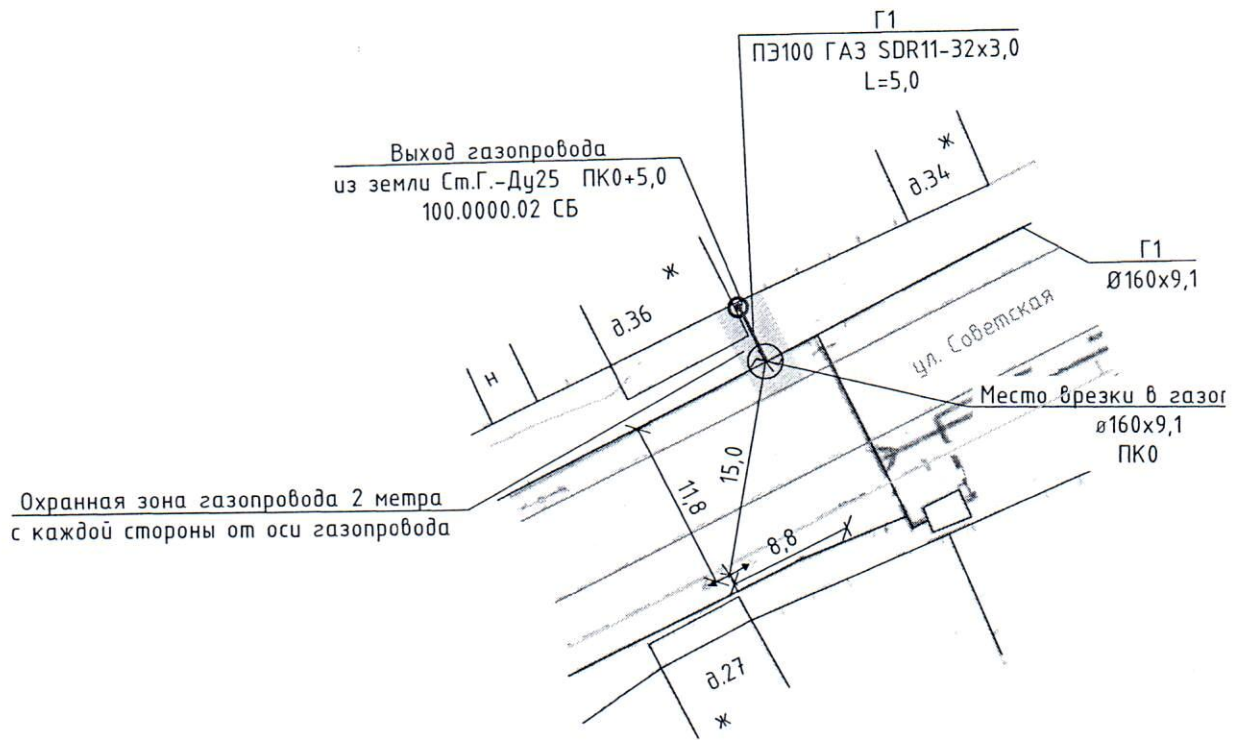 Г1
ПЭ100 ГАЗ SDR11-32x3,0
L=5,0
Выход газопровода
из земли Ст.Г.-Ду25 ПК0+5,0
100.0000.02 СБ
ж
д.34
Г1
Ø160x9,1
ж
д.36
ул. Советская
н
Место врезки в газог
ø160x9,1
ПК0
15,0
11,8
8,8
Охранная зона газопровода 2 метра
с каждой стороны от оси газопровода
д.27
ж